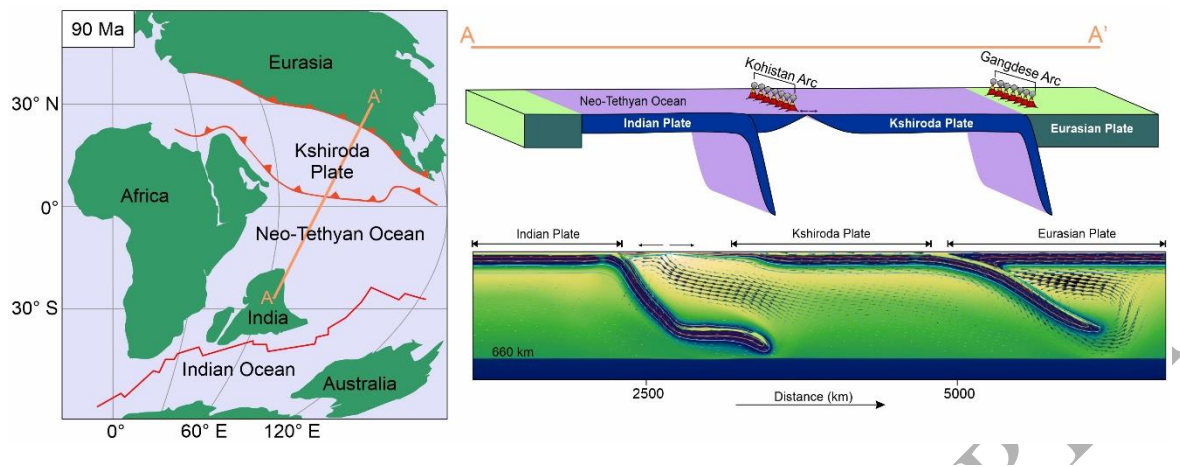 90 Ma
Eurasia
A'
30° N
Kshiroda
Plate
Africa
0°
Neo-Tethyan Ocean
A
30° S
India
Indian Ocean
Australia
0°
60° E
120° E
A
A'
Kohistan Arc
Gangdese Arc
Neo-Tethyan Ocean
Indian Plate
Kshiroda Plate
Eurasian Plate
Indian Plate
Kshiroda Plate
Eurasian Plate
660 km
2500
5000
Distance (km)